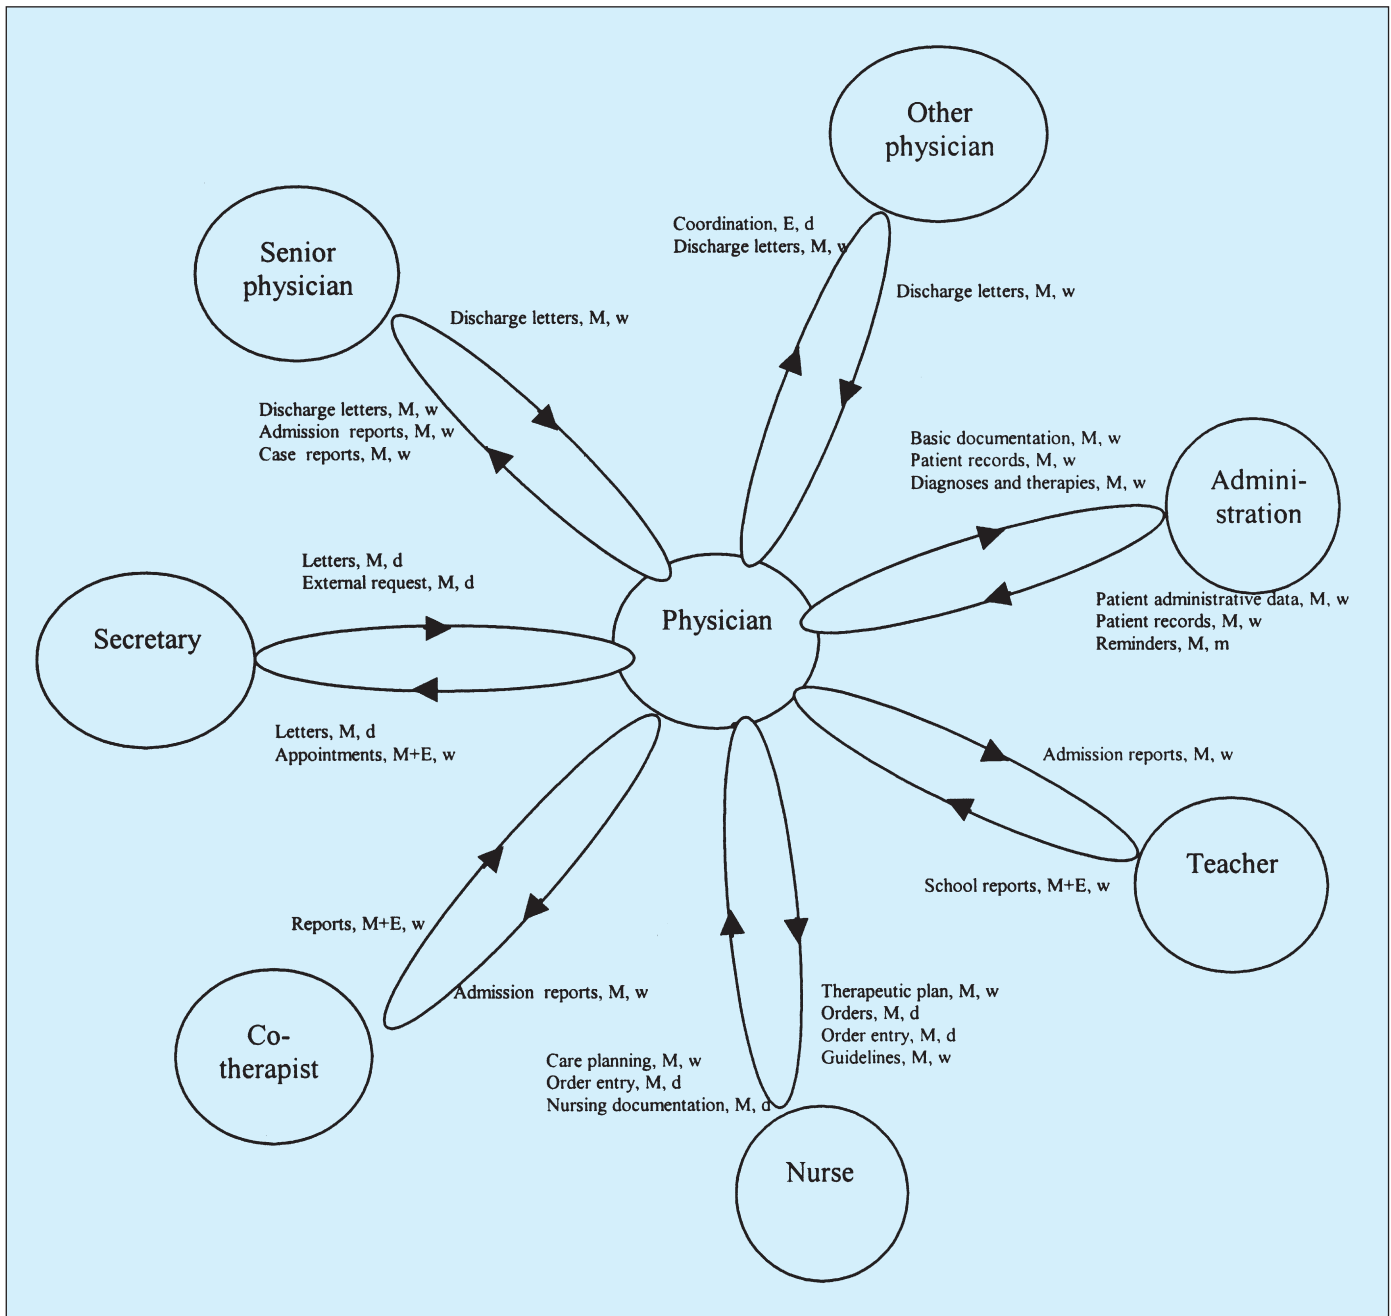 Other
physician
Coordination, E, d
Discharge letters, M, w
Senior
physician
Discharge letters, M, w
Discharge letters, M, w
Discharge letters, M, w
Admission reports, M, w
Case reports, M, w
Basic documentation, M, w
Patient records, M, w
Diagnoses and therapies, M, w
Admini-
stration
Letters, M, d
External request, M, d
Patient administrative data, M, w
Patient records, M, w
Reminders, M, m
Physician
Secretary
Letters, M, d
Appointments, M+E, w
Admission reports, M, w
Teacher
School reports, M+E, w
Reports, M+E, w
Admission reports, M, w
Therapeutic plan, M, w
Orders, M, d
Order entry, M, d
Guidelines, M, w
Co-
therapist
Care planning, M, w
Order entry, M, d
Nursing documentation, M, d
Nurse